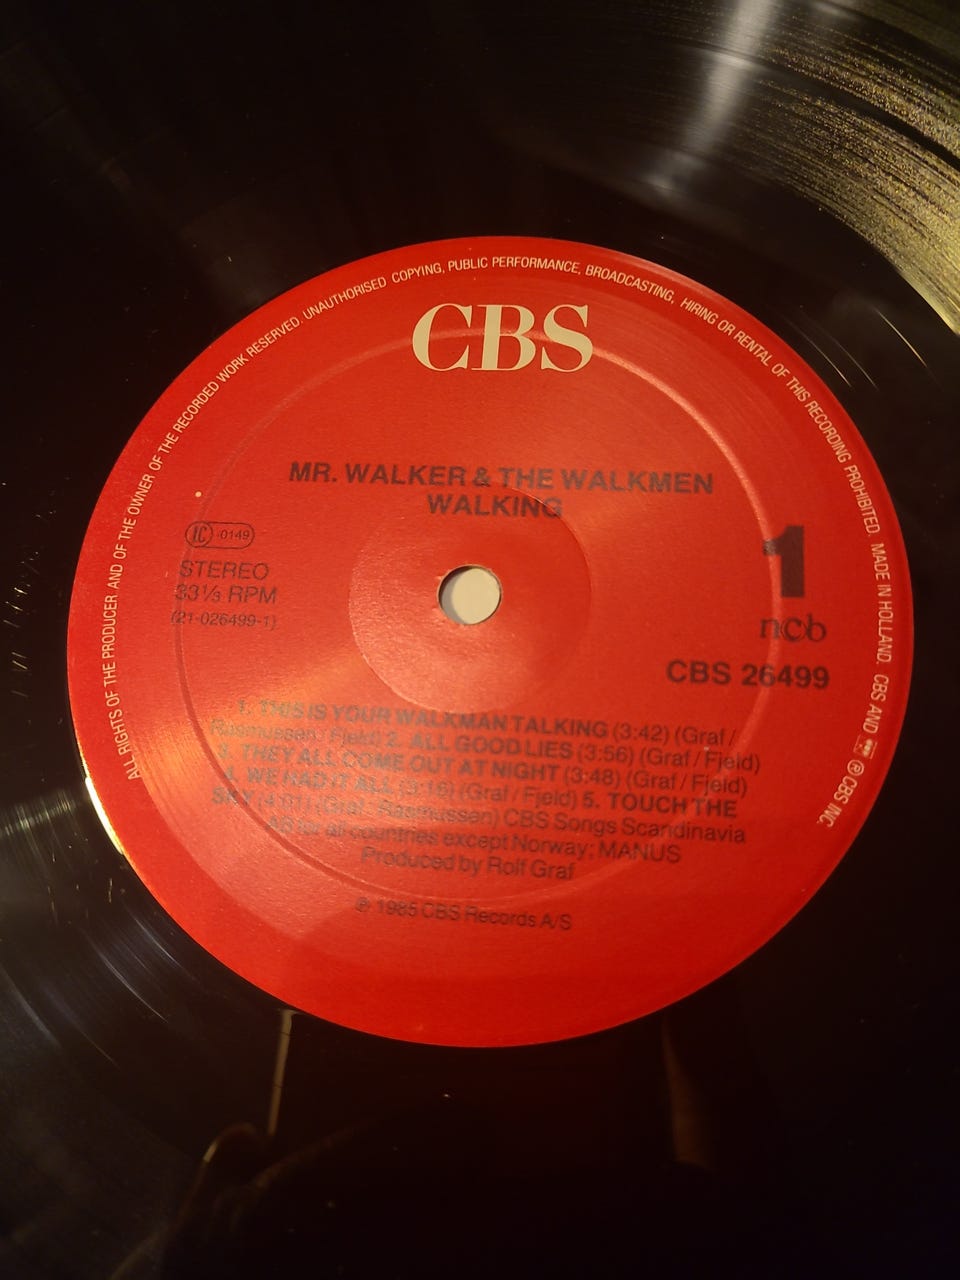 ALL RIGHTS OF THE PRODUCER AND OF THE OWNER OF THE RECORDED WORK RESERVED. UNAUTHORISED COPYING, PUBLIC PERFORMANCE, BROADCASTING, HIRING OR RENTAL OF THIS RECORDING PROHIBITED. MADE IN HOLLAND. CBS AND ℗ CBS INC.
CBS
MR. WALKER & THE WALKMEN
WALKING
LC -0149
STEREO
33⅓ RPM
(21-026499-1)
1
ncb
CBS 26499
1. THIS IS YOUR WALKMAN TALKING (3:42) (Graf /
Rasmussen / Fjeld) 2. ALL GOOD LIES (3:56) (Graf / Fjeld)
3. THEY ALL COME OUT AT NIGHT (3:48) (Graf / Fjeld)
4. WE HAD IT ALL (3:16) (Graf / Fjeld) 5. TOUCH THE
SKY (4:07) (Graf / Rasmussen) CBS Songs Scandinavia
AB for all countries except Norway: MANUS
Produced by Rolf Graf
℗ 1985 CBS Records A/S